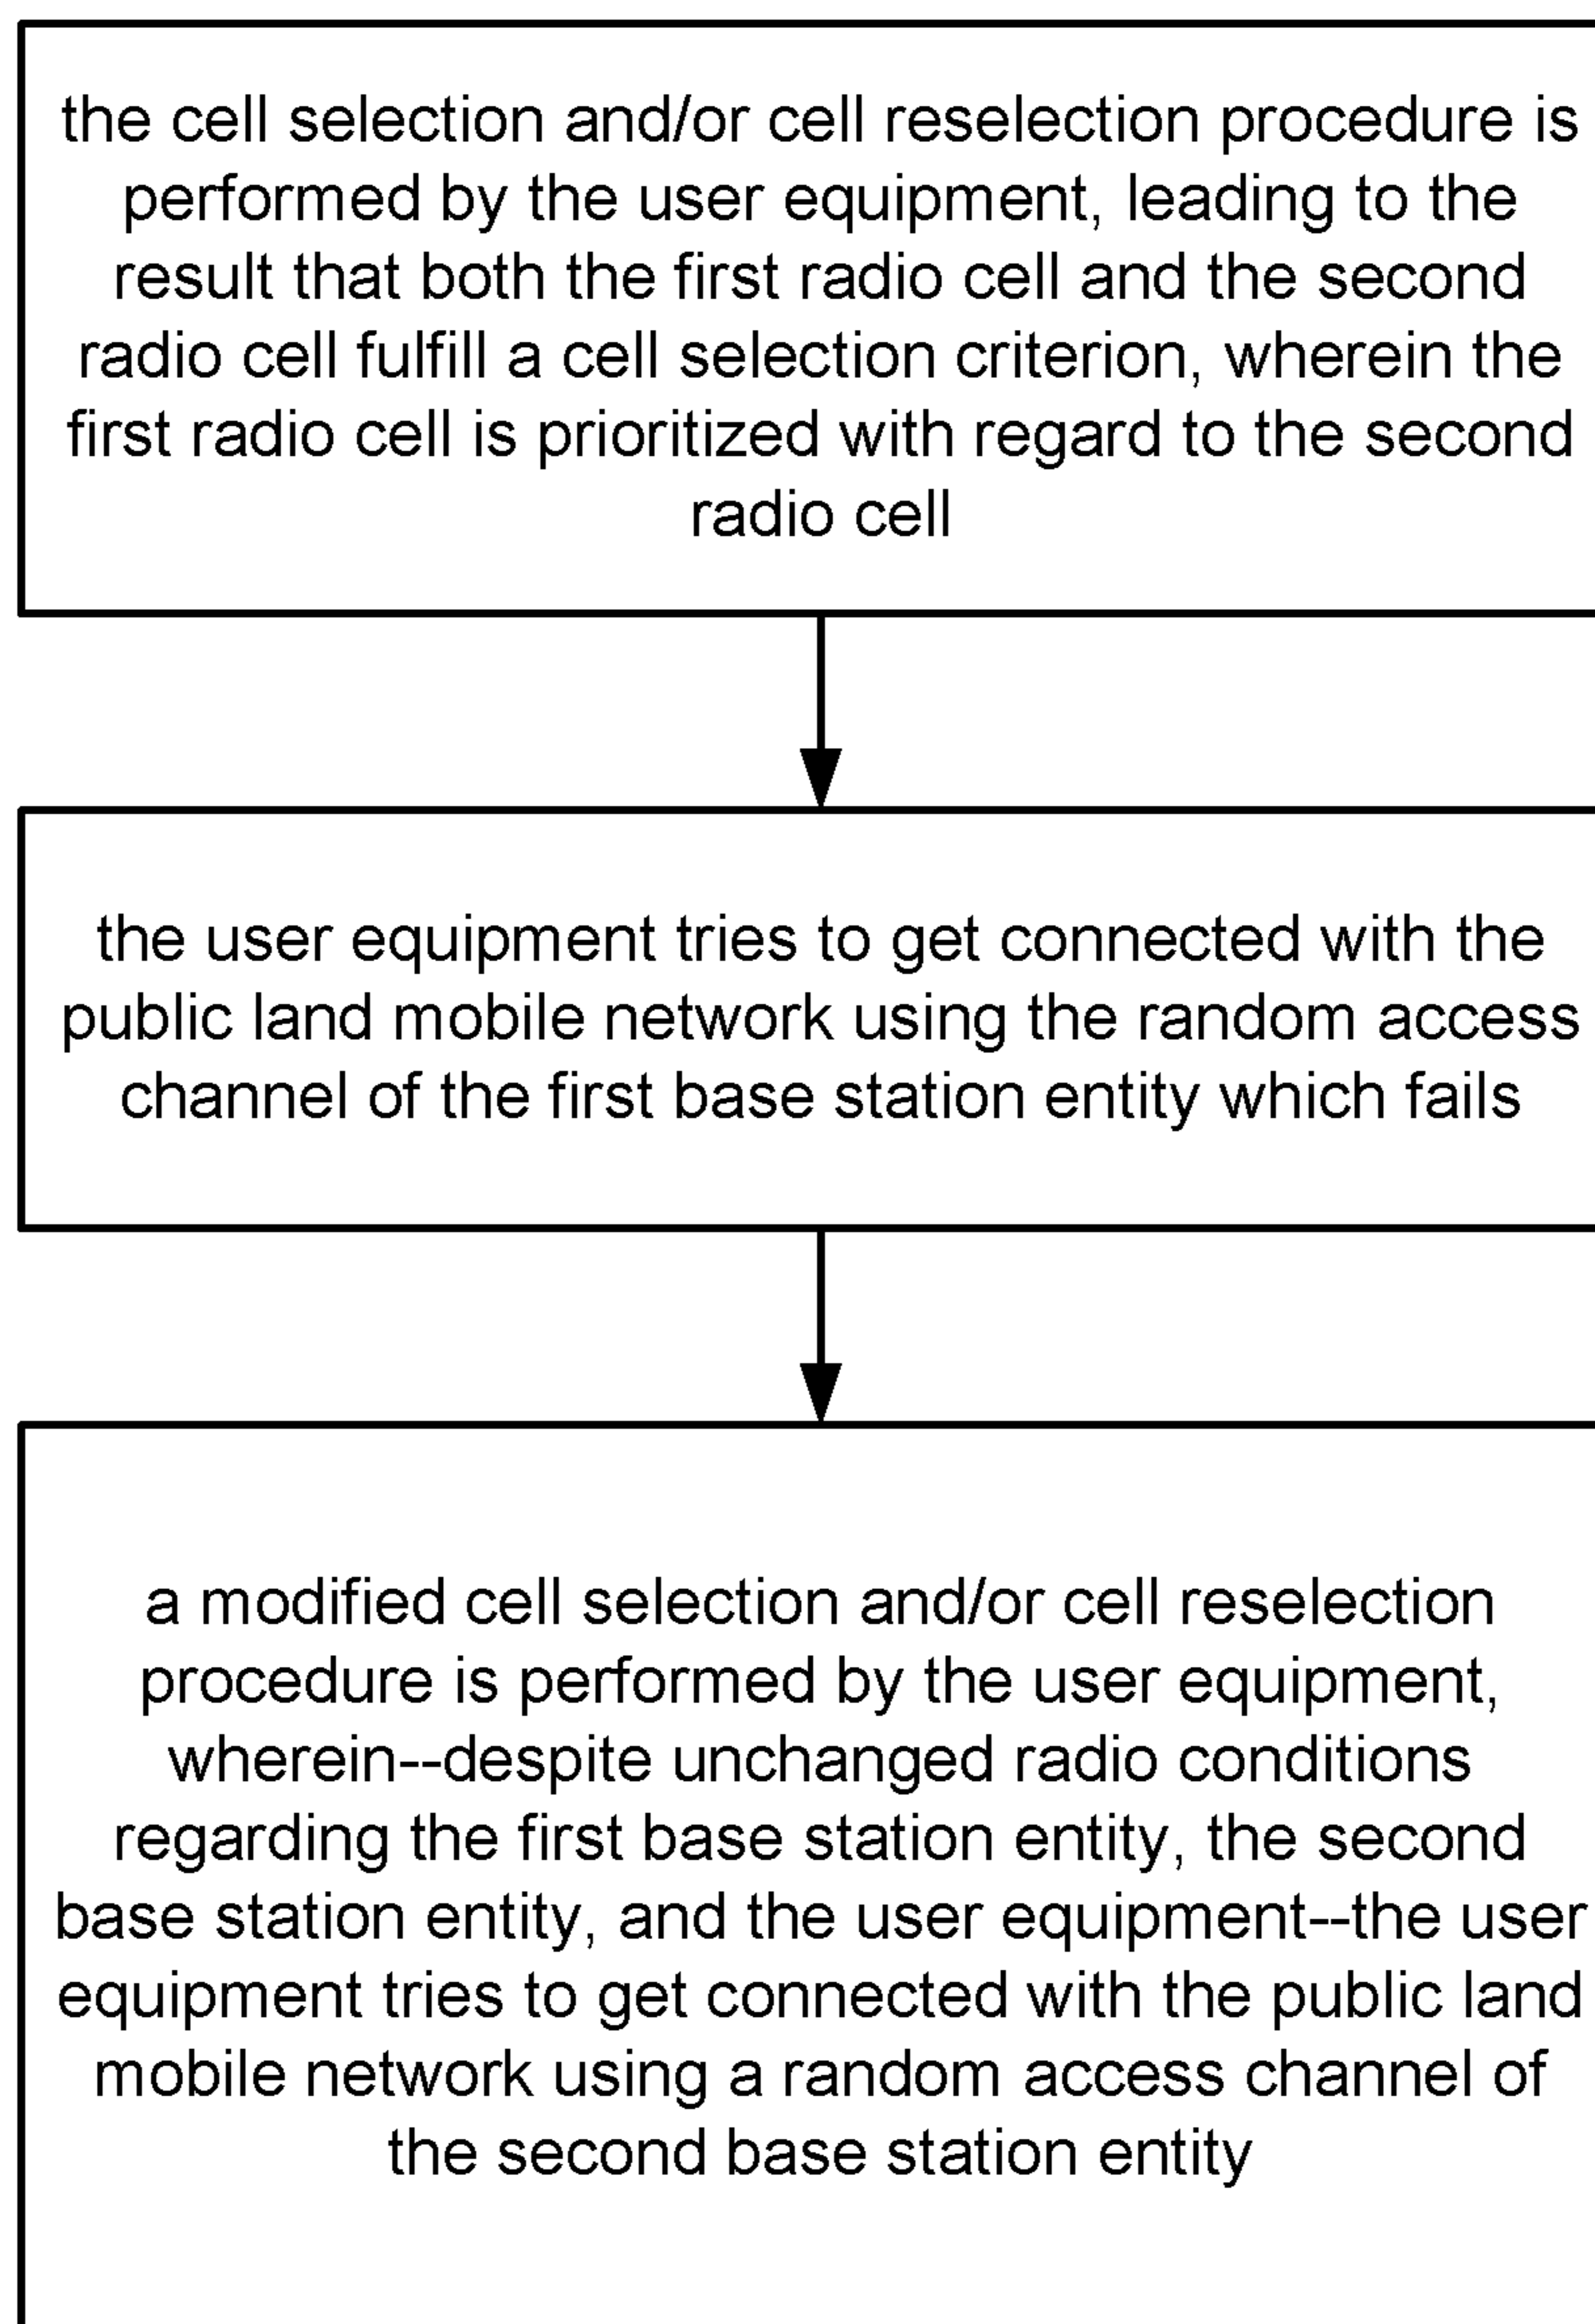 the cell selection and/or cell reselection procedure is
performed by the user equipment, leading to the
result that both the first radio cell and the second
radio cell fulfill a cell selection criterion, wherein the
first radio cell is prioritized with regard to the second
radio cell
the user equipment tries to get connected with the
public land mobile network using the random access
channel of the first base station entity which fails
a modified cell selection and/or cell reselection
procedure is performed by the user equipment,
wherein--despite unchanged radio conditions
regarding the first base station entity, the second
base station entity, and the user equipment--the user
equipment tries to get connected with the public land
mobile network using a random access channel of
the second base station entity